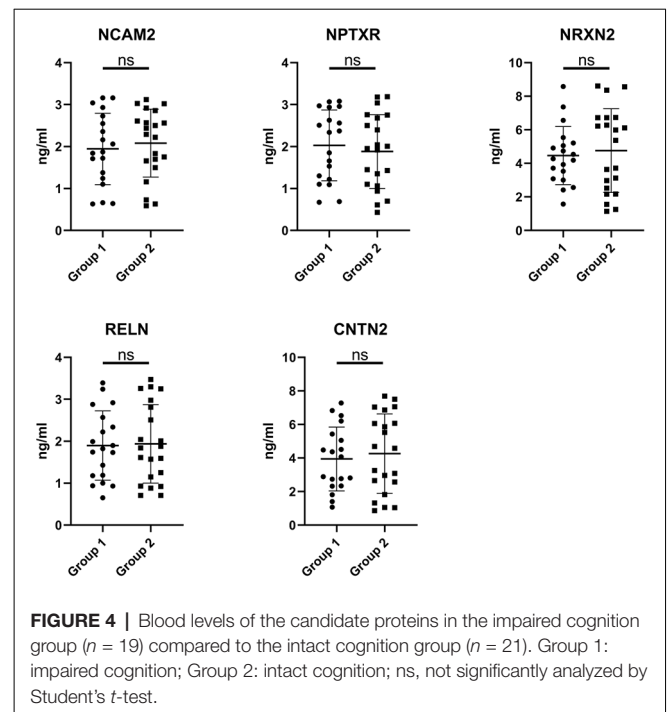 NCAM2
ns
ng/ml
4
3
2
1
0
Group 1
Group 2
NPTXR
ns
ng/ml
4
3
2
1
0
Group 1
Group 2
NRXN2
ns
ng/ml
10
8
6
4
2
0
Group 1
Group 2
RELN
ns
ng/ml
4
3
2
1
0
Group 1
Group 2
CNTN2
ns
ng/ml
10
8
6
4
2
0
Group 1
Group 2
FIGURE 4 | Blood levels of the candidate proteins in the impaired cognition
group (n = 19) compared to the intact cognition group (n = 21). Group 1:
impaired cognition; Group 2: intact cognition; ns, not significantly analyzed by
Student's t-test.